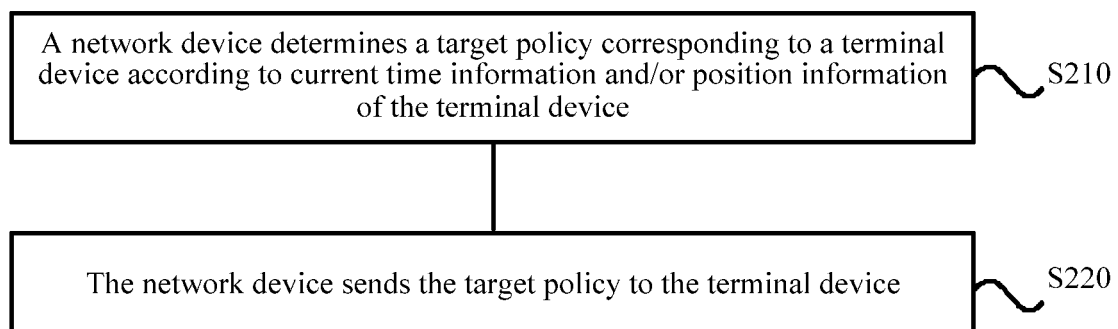 A network device determines a target policy corresponding to a terminal
device according to current time information and/or position information
of the terminal device
S210
The network device sends the target policy to the terminal device
S220